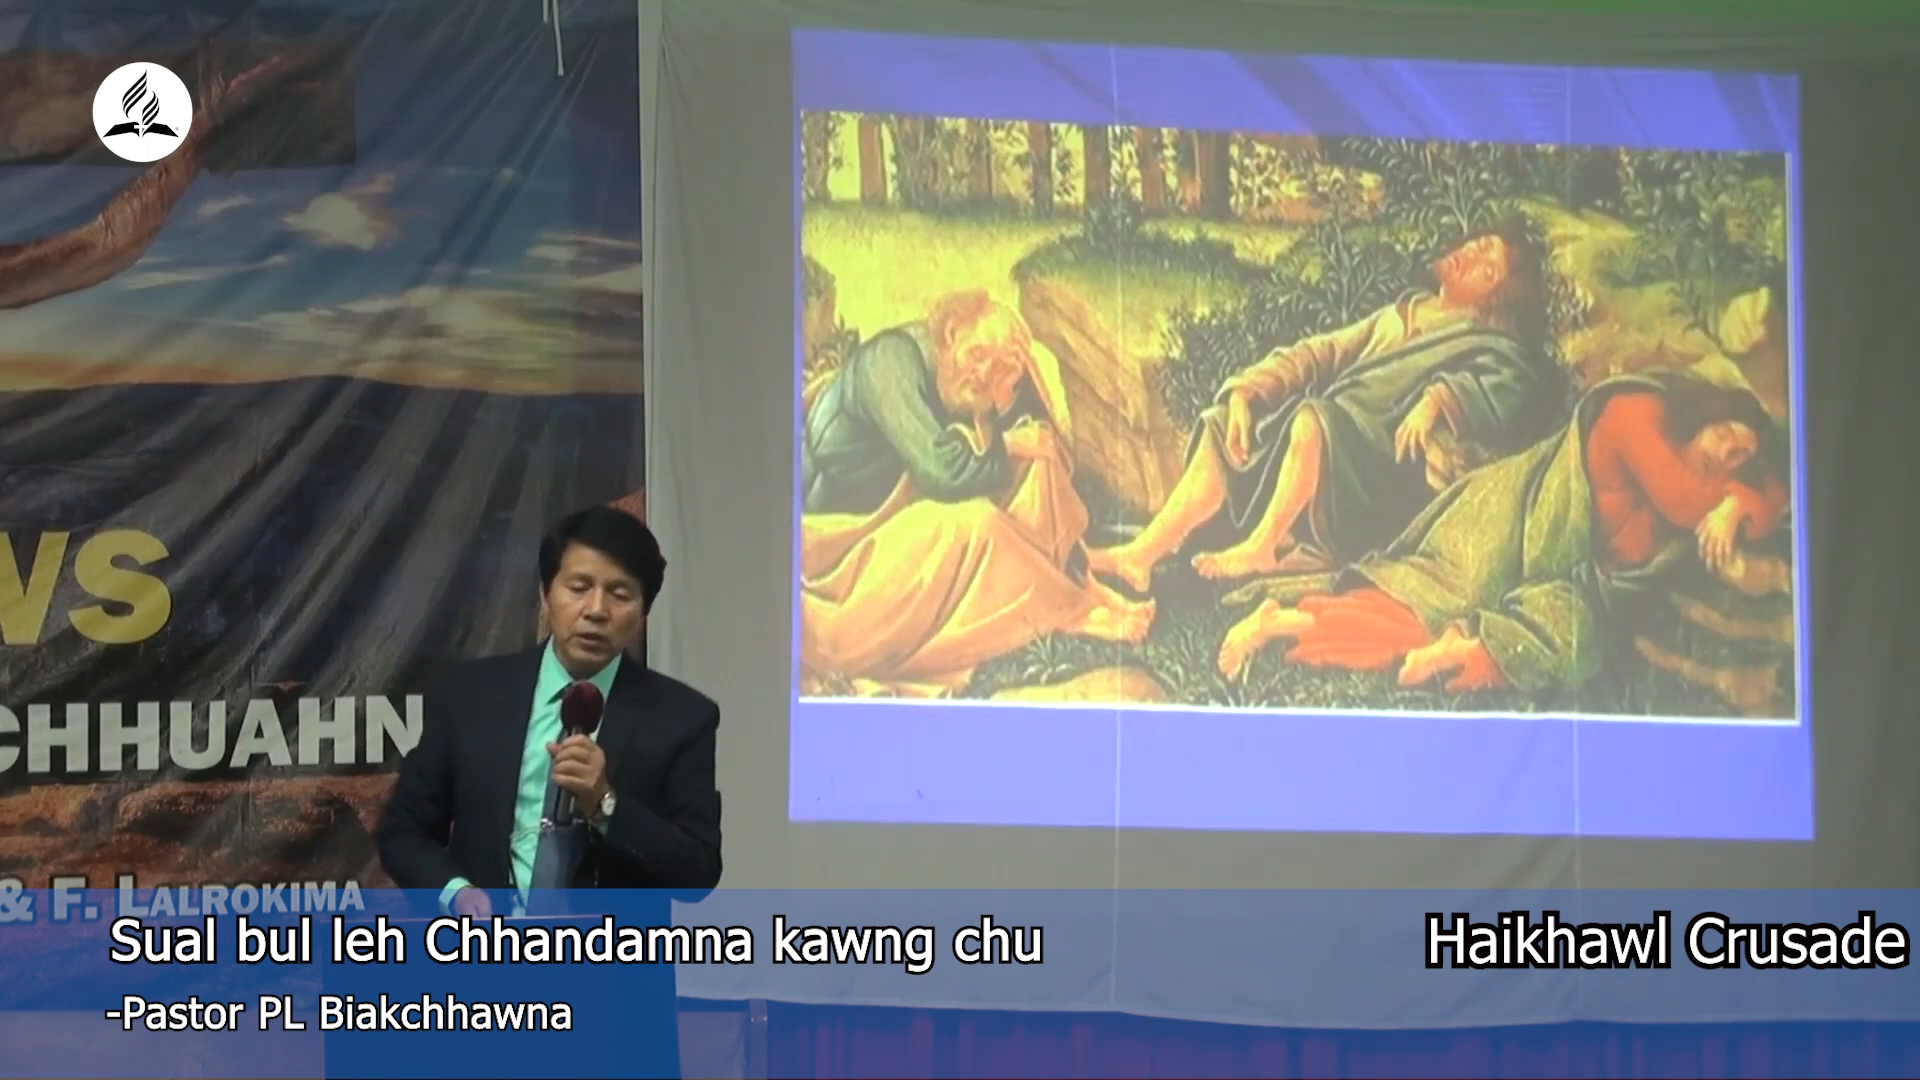 WS
CHHUAHN
& F. LALROKIMA
Sual bul leh Chhandamna kawng chu
Haikhawl Crusade
-Pastor PL Biakchhawna